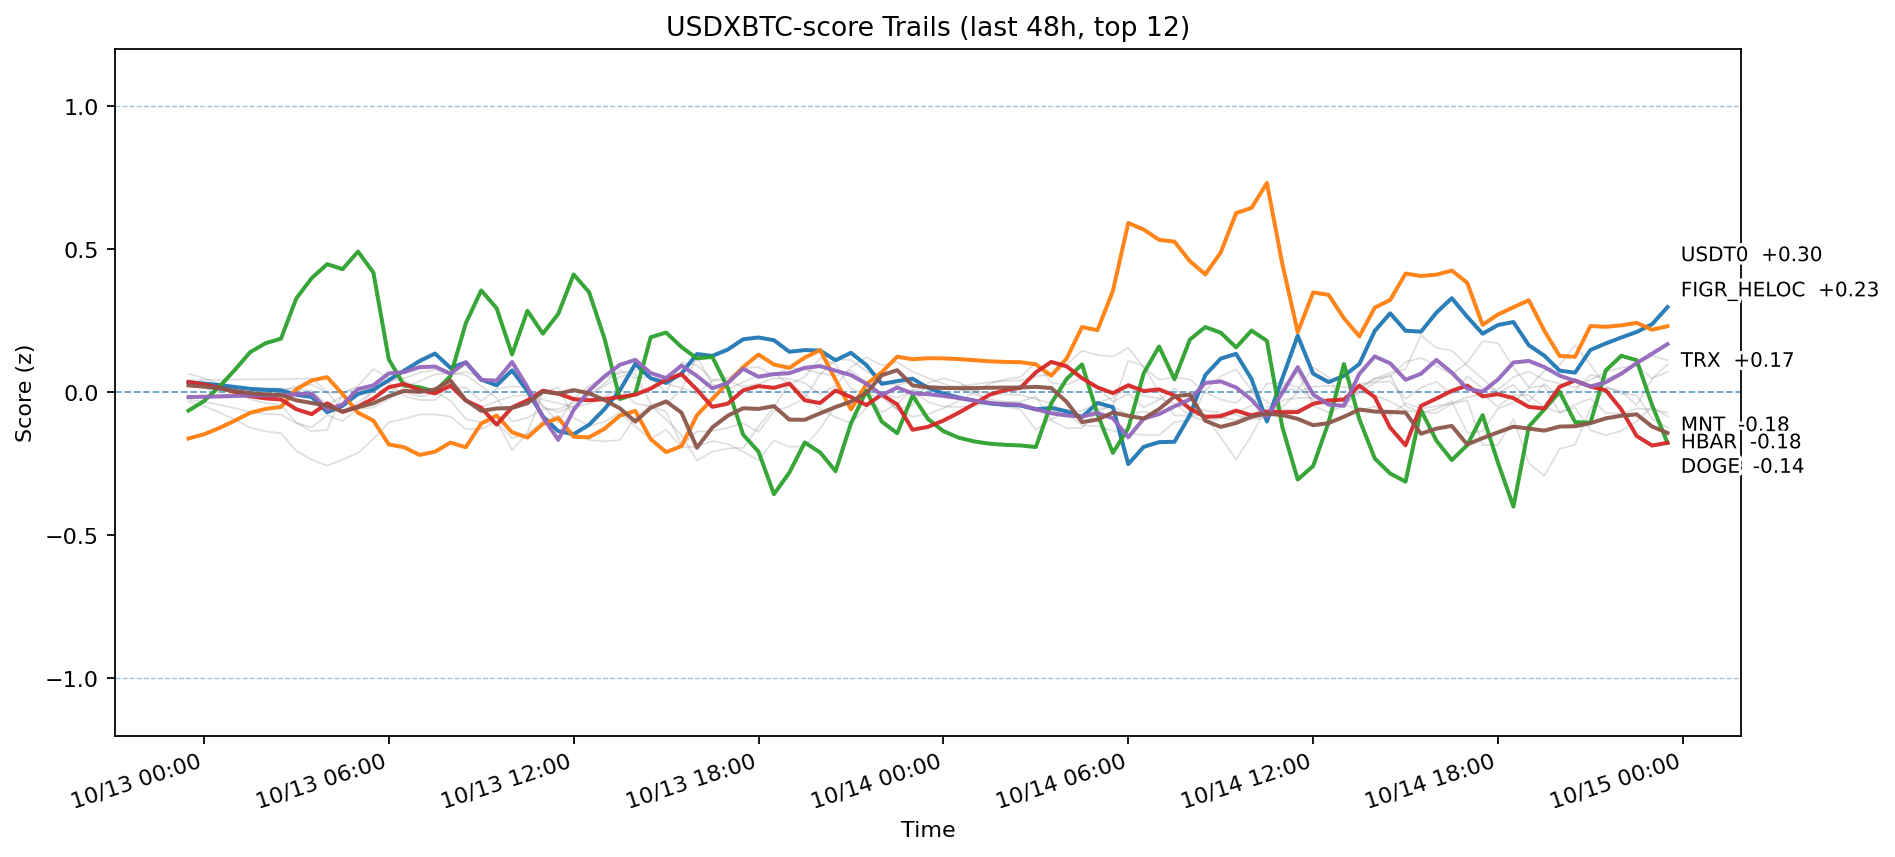 USDXBTC-score Trails (last 48h, top 12)
Score (z)
1.0
0.5
0.0
−0.5
−1.0
USDT0 +0.30
FIGR_HELOC +0.23
TRX +0.17
MNT -0.18
HBAR -0.18
DOGE -0.14
10/13 00:00
10/13 06:00
10/13 12:00
10/13 18:00
10/14 00:00
10/14 06:00
10/14 12:00
10/14 18:00
10/15 00:00
Time